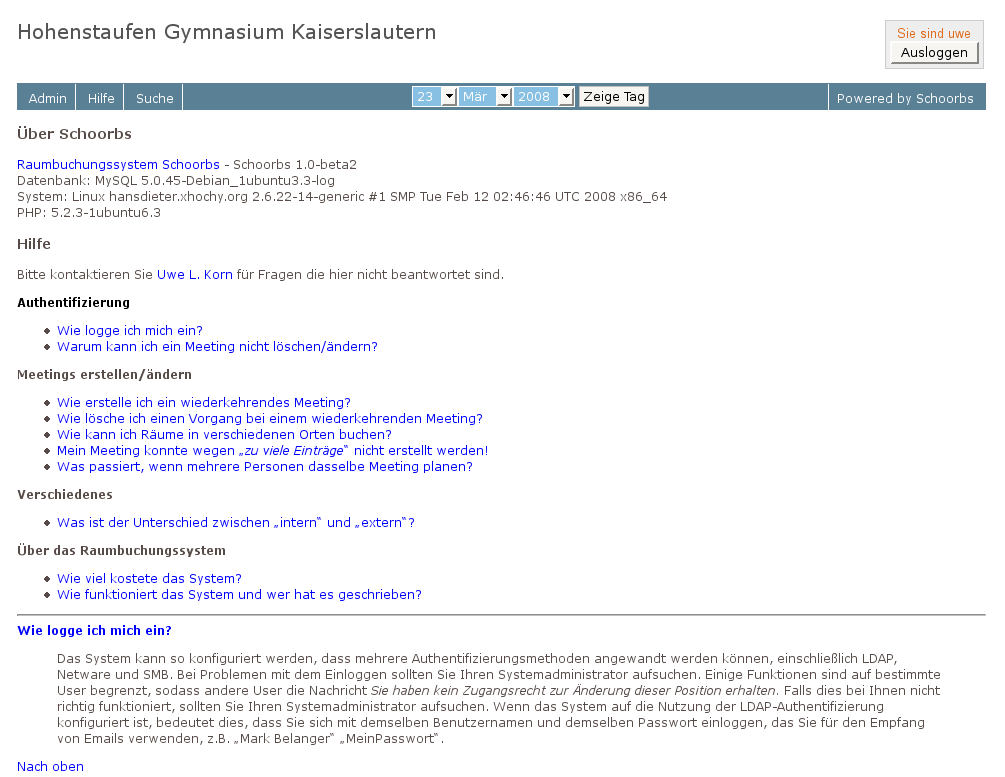 Hohenstaufen Gymnasium Kaiserslautern
Sie sind uwe
Ausloggen
Admin Hilfe Suche 23 Mär 2008 Zeige Tag Powered by Schoorbs
Über Schoorbs
Raumbuchungssystem Schoorbs - Schoorbs 1.0-beta2
Datenbank: MySQL 5.0.45-Debian_1ubuntu3.3-log
System: Linux hansdieter.xhochy.org 2.6.22-14-generic #1 SMP Tue Feb 12 02:46:46 UTC 2008 x86_64
PHP: 5.2.3-1ubuntu6.3
Hilfe
Bitte kontaktieren Sie Uwe L. Korn für Fragen die hier nicht beantwortet sind.
Authentifizierung
Wie logge ich mich ein?
Warum kann ich ein Meeting nicht löschen/ändern?
Meetings erstellen/ändern
Wie erstelle ich ein wiederkehrendes Meeting?
Wie lösche ich einen Vorgang bei einem wiederkehrenden Meeting?
Wie kann ich Räume in verschiedenen Orten buchen?
Mein Meeting konnte wegen „zu viele Einträge“ nicht erstellt werden!
Was passiert, wenn mehrere Personen dasselbe Meeting planen?
Verschiedenes
Was ist der Unterschied zwischen „intern“ und „extern“?
Über das Raumbuchungssystem
Wie viel kostete das System?
Wie funktioniert das System und wer hat es geschrieben?
Wie logge ich mich ein?
Das System kann so konfiguriert werden, dass mehrere Authentifizierungsmethoden angewandt werden können, einschließlich LDAP,
Netware und SMB. Bei Problemen mit dem Einloggen sollten Sie Ihren Systemadministrator aufsuchen. Einige Funktionen sind auf bestimmte
User begrenzt, sodass andere User die Nachricht Sie haben kein Zugangsrecht zur Änderung dieser Position erhalten. Falls dies bei Ihnen nicht
richtig funktioniert, sollten Sie Ihren Systemadministrator aufsuchen. Wenn das System auf die Nutzung der LDAP-Authentifizierung
konfiguriert ist, bedeutet dies, dass Sie sich mit demselben Benutzernamen und demselben Passwort einloggen, das Sie für den Empfang
von Emails verwenden, z.B. „Mark Belanger“ „MeinPasswort“.
Nach oben